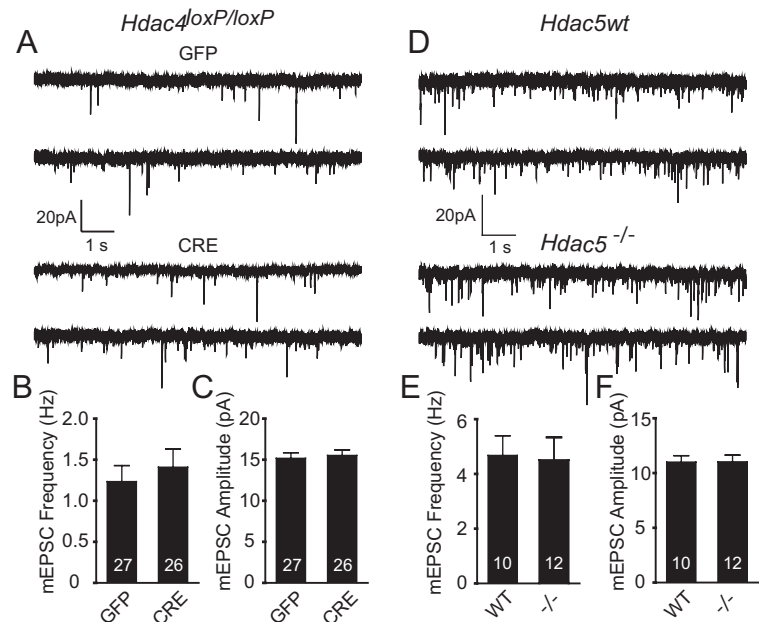 Hdac4 loxP/loxP
Hdac5wt
A
D
GFP
20pA
1 s
CRE
20pA
1 s
Hdac5 -/-
B
C
E
F
mEPSC Frequency (Hz)
2.0
1.5
1.0
0.5
0
27
26
GFP
CRE
mEPSC Amplitude (pA)
20
15
10
5
0
27
26
GFP
CRE
mEPSC Frequency (Hz)
6
4
2
0
10
12
WT
-/-
mEPSC Amplitude (pA)
15
10
5
0
10
12
WT
-/-